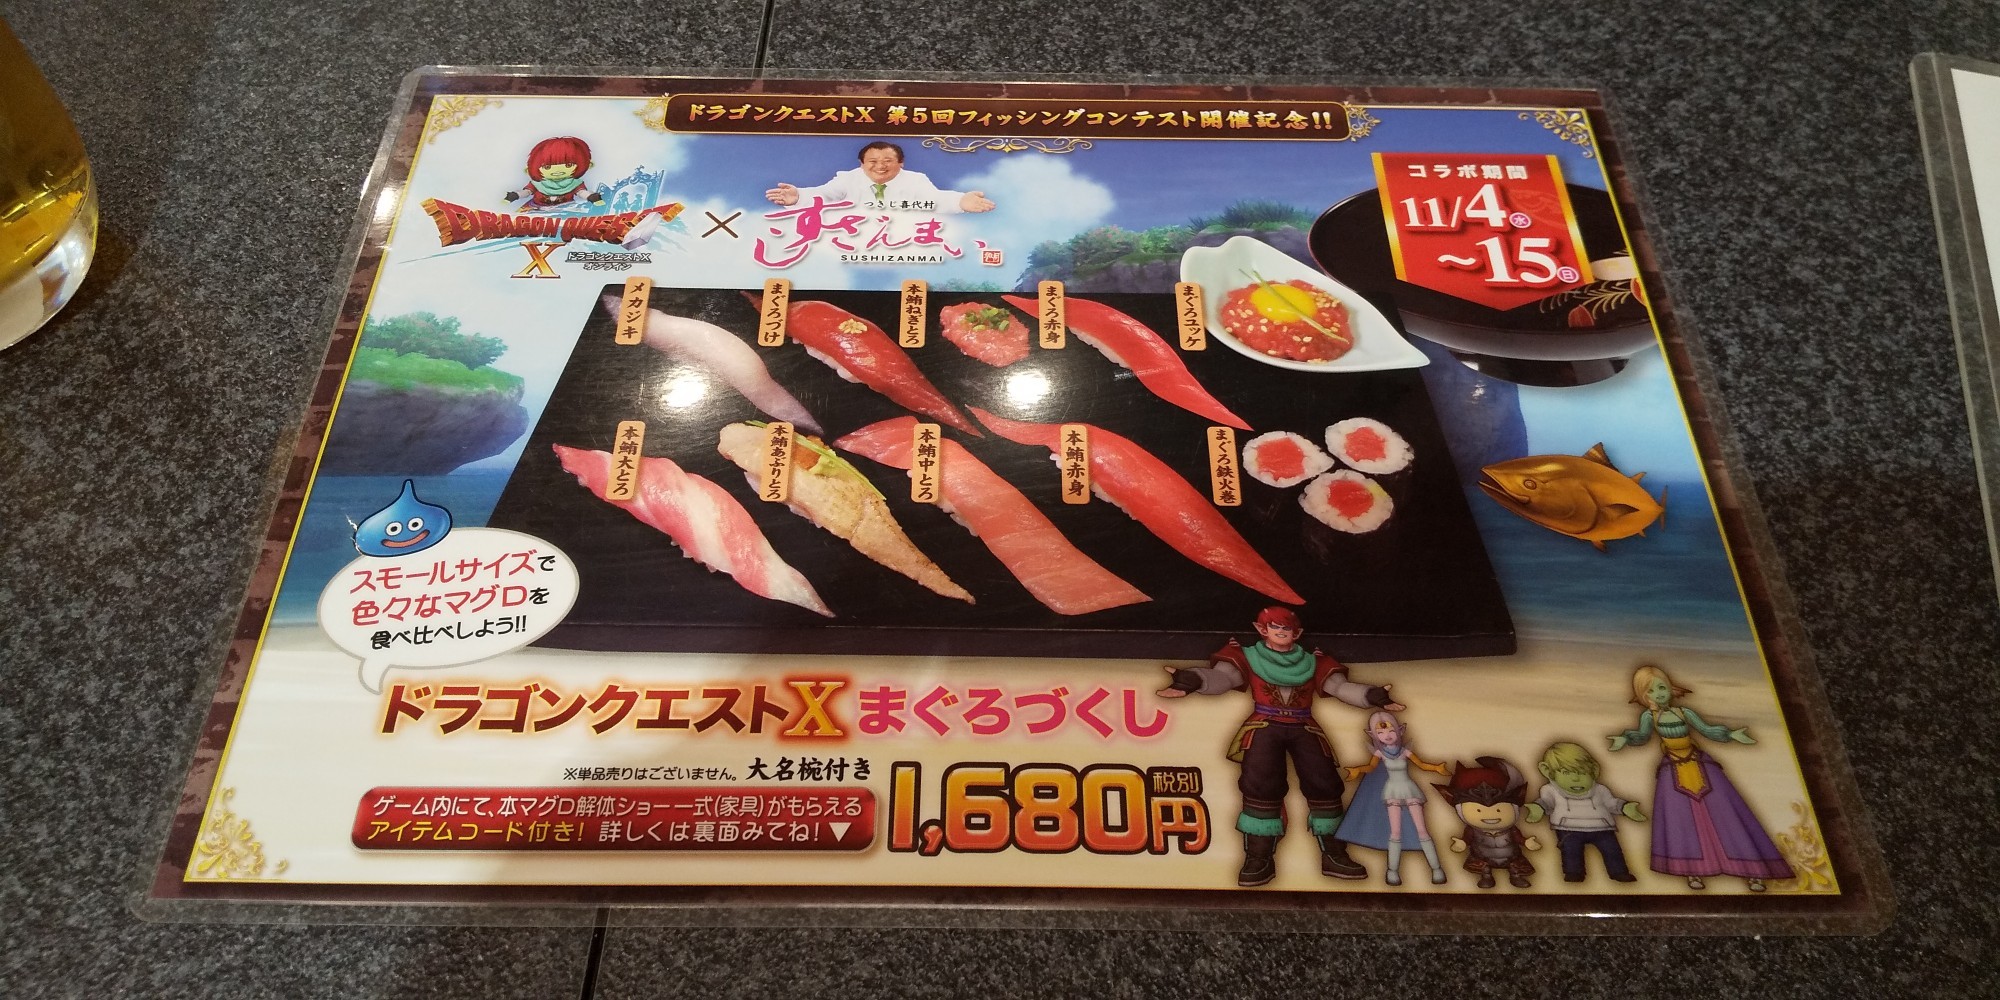 ドラゴンクエストX 第5回フィッシングコンテスト開催記念!!
DRAGON QUEST
X
ドラゴンクエストX
オンライン
×
つきじ喜代村
すしざんまい
SUSHIZANMAI
コラボ期間
11/4水
～15日
メカジキ
まぐろづけ
本鮪ねぎとろ
まぐろ赤身
まぐろユッケ
本鮪大とろ
本鮪あぶりとろ
本鮪中とろ
本鮪赤身
まぐろ鉄火巻
スモールサイズで
色々なマグロを
食べ比べしよう!!
ドラゴンクエストXまぐろづくし
※単品売りはございません。大名椀付き
1,680円税別
ゲーム内にて、本マグロ解体ショー一式(家具)がもらえる
アイテムコード付き! 詳しくは裏面みてね!▼